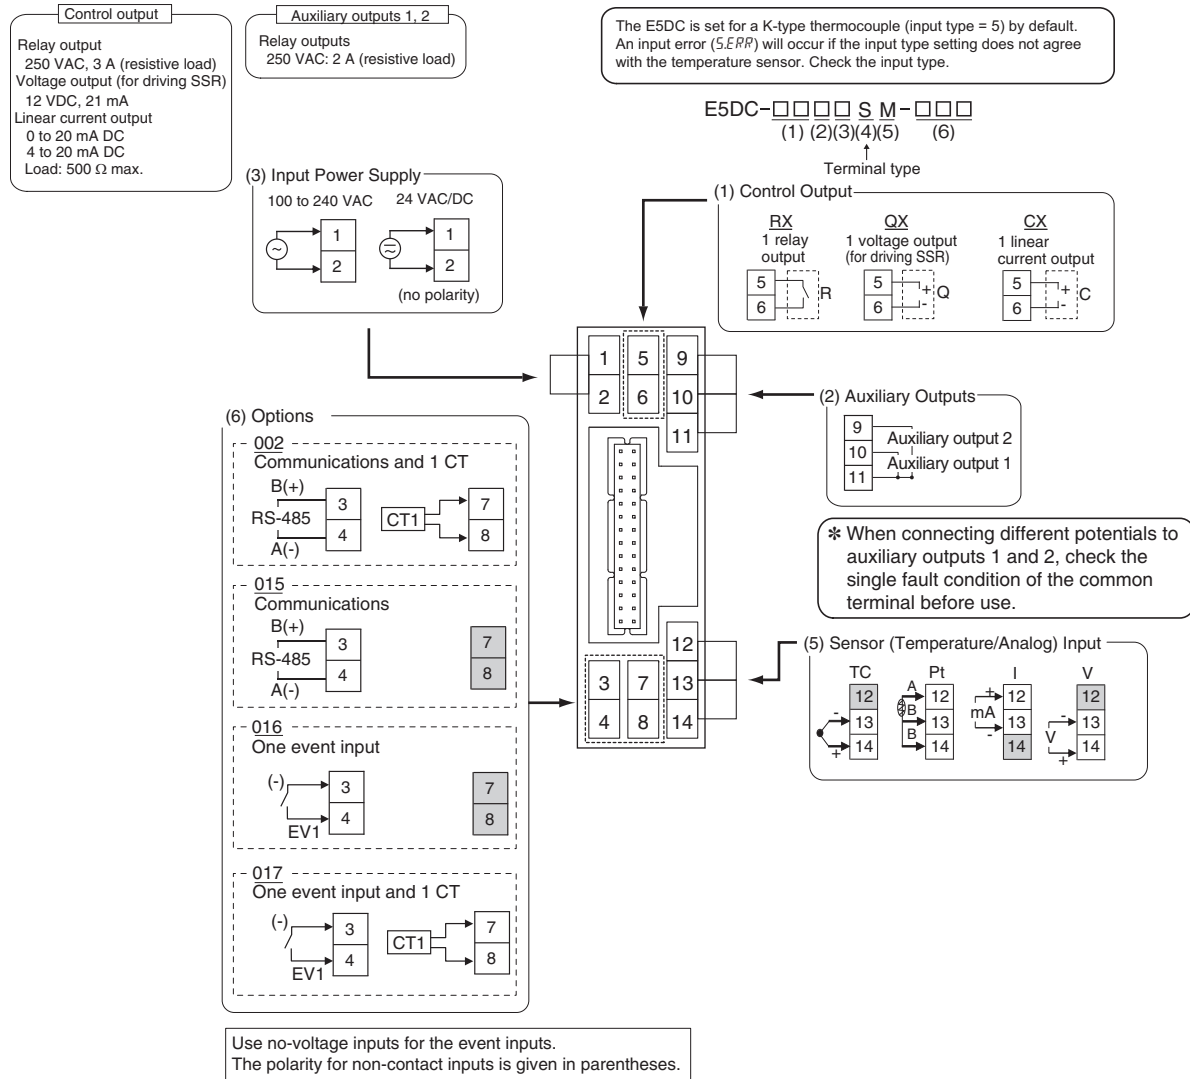 Control output
Relay output
250 VAC, 3 A (resistive load)
Voltage output (for driving SSR)
12 VDC, 21 mA
Linear current output
0 to 20 mA DC
4 to 20 mA DC
Load: 500 Ω max.
Auxiliary outputs 1, 2
Relay outputs
250 VAC: 2 A (resistive load)
The E5DC is set for a K-type thermocouple (input type = 5) by default.
An input error (S.ERR) will occur if the input type setting does not agree
with the temperature sensor. Check the input type.
E5DC-□□□□ S M-□□□
(1) (2)(3)(4)(5) (6)
Terminal type
(3) Input Power Supply
100 to 240 VAC 24 VAC/DC
1 1
2 2
(no polarity)
(1) Control Output
RX QX CX
1 relay 1 voltage output 1 linear
output (for driving SSR) current output
5 5 + 5 +
R Q C
6 6 - 6 -
1 5 9
2 6 10
11
(2) Auxiliary Outputs
9
Auxiliary output 2
10
Auxiliary output 1
11
✻ When connecting different potentials to
auxiliary outputs 1 and 2, check the
single fault condition of the common
terminal before use.
12
3 7 13
4 8 14
(5) Sensor (Temperature/Analog) Input
TC Pt I V
12 A 12 + 12 12
- 13 B 13 mA 13 - 13
+ 14 B 14 - 14 V + 14
(6) Options
002
Communications and 1 CT
B(+)
3 7
RS-485 CT1
4 8
A(-)
015
Communications
B(+)
3 7
RS-485
4 8
A(-)
016
One event input
(-) 3 7
4 8
EV1
017
One event input and 1 CT
(-) 3 7
CT1
4 8
EV1
Use no-voltage inputs for the event inputs.
The polarity for non-contact inputs is given in parentheses.